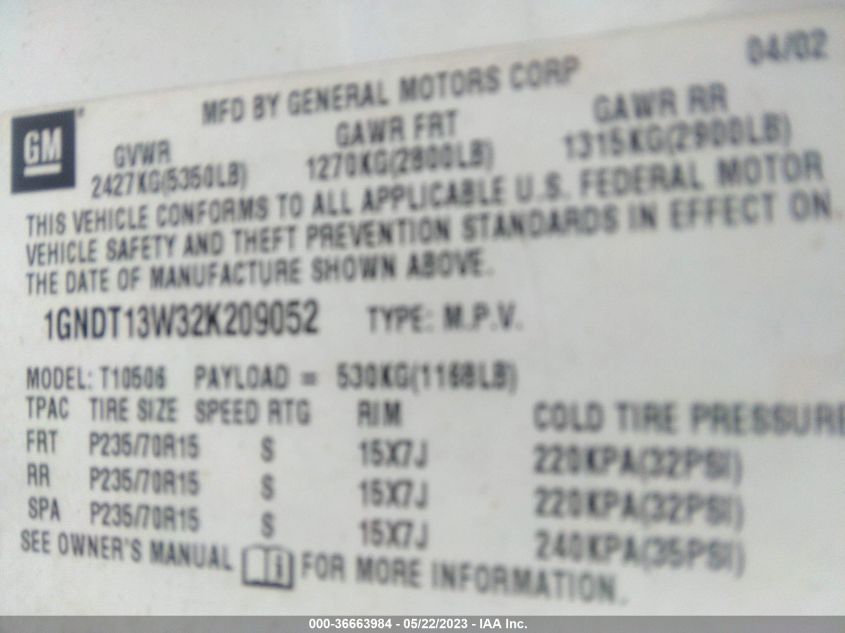 04/02
GM MFD BY GENERAL MOTORS CORP
GVWR GAWR FRT GAWR RR
2427KG(5350LB) 1270KG(2800LB) 1315KG(2900LB)
THIS VEHICLE CONFORMS TO ALL APPLICABLE U.S. FEDERAL MOTOR
VEHICLE SAFETY AND THEFT PREVENTION STANDARDS IN EFFECT ON
THE DATE OF MANUFACTURE SHOWN ABOVE.
1GNDT13W32K209052 TYPE: M.P.V.
MODEL: T10506 PAYLOAD = 530KG(1168LB)
TPAC TIRE SIZE SPEED RTG RIM COLD TIRE PRESSURE
FRT P235/70R15 S 15X7J 220KPA(32PSI)
RR P235/70R15 S 15X7J 220KPA(32PSI)
SPA P235/70R15 S 15X7J 240KPA(35PSI)
SEE OWNER'S MANUAL i FOR MORE INFORMATION.
000-36663984 - 05/22/2023 - IAA Inc.